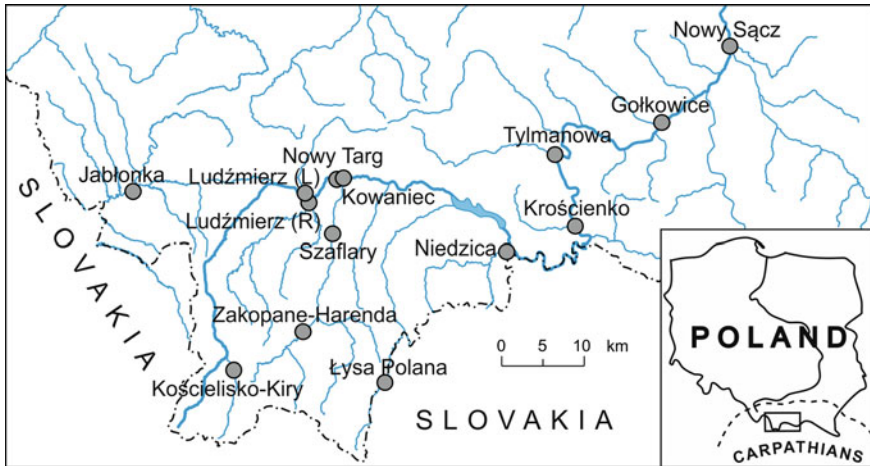 Nowy Sącz
Gołkowice
Tylmanowa
Nowy Targ
Jabłonka
Ludźmierz (L)
Kowaniec
Ludźmierz (R)
Krościenko
Szaflary
Niedzica
SLOVAKIA
Zakopane-Harenda
Łysa Polana
Kościelisko-Kiry
0 5 10 km
SLOVAKIA
POLAND
CARPATHIANS